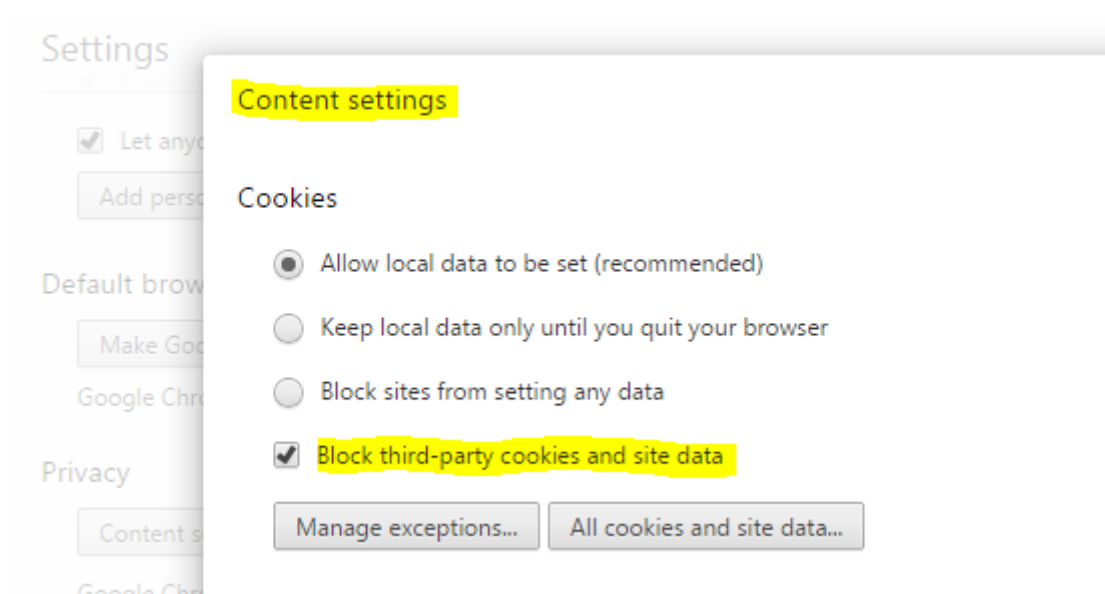 Settings
Content settings
Let anyo
Add perso
Cookies
Allow local data to be set (recommended)
Default brow
Keep local data only until you quit your browser
Make Goo
Google Chro
Block sites from setting any data
Block third-party cookies and site data
Privacy
Manage exceptions...
All cookies and site data...
Content s
Google Chr